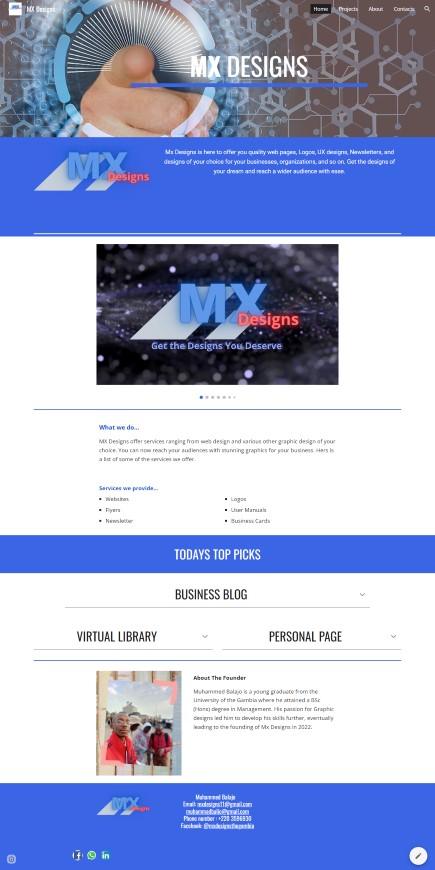 MX Designs
Home Projects About Contacts
MX DESIGNS
MX
Designs
Mx Designs is here to offer you quality web pages, Logos, UX designs, Newsletters, and
designs of your choice for your businesses, organizations, and so on. Get the designs of
your dream and reach a wider audience with ease.
MX
Designs
Get the Designs You Deserve
What we do...
MX Designs offer services ranging from web design and various other graphic design of your
choice. You can now reach your audiences with stunning graphics for your business. Hers is
a list of some of the services we offer.
Services we provide...
Websites
Flyers
Newsletter
Logos
User Manuals
Business Cards
TODAYS TOP PICKS
BUSINESS BLOG
VIRTUAL LIBRARY
PERSONAL PAGE
About The Founder
Muhammed Balajo is a young graduate from the
University of the Gambia where he attained a BSc
(Hons) degree in Management. His passion for Graphic
designs led him to develop his skills further, eventually
leading to the founding of Mx Designs in 2022.
MX
Designs
Muhammed Balajo
Email: mxdesigns11@gmail.com
Phone number : +220 3596930
Facebook: @mxdesignsthegambia